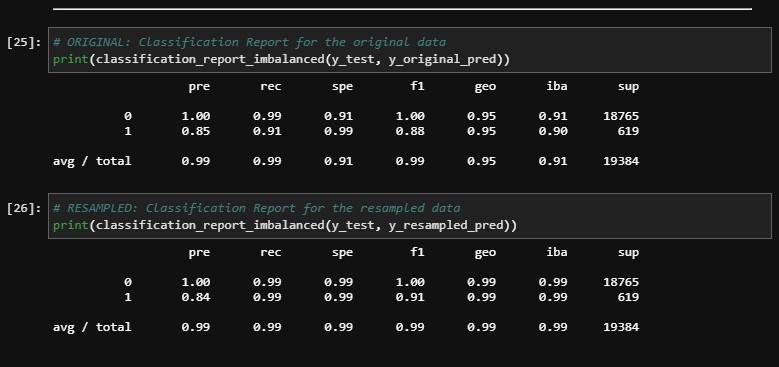 [25]: # ORIGINAL: Classification Report for the original data
print(classification_report_imbalanced(y_test, y_original_pred))
pre rec spe f1 geo iba sup
0 1.00 0.99 0.91 1.00 0.95 0.91 18765
1 0.85 0.91 0.99 0.88 0.95 0.90 619
avg / total 0.99 0.99 0.91 0.99 0.95 0.91 19384
[26]: # RESAMPLED: Classification Report for the resampled data
print(classification_report_imbalanced(y_test, y_resampled_pred))
pre rec spe f1 geo iba sup
0 1.00 0.99 0.99 1.00 0.99 0.99 18765
1 0.84 0.99 0.99 0.91 0.99 0.99 619
avg / total 0.99 0.99 0.99 0.99 0.99 0.99 19384